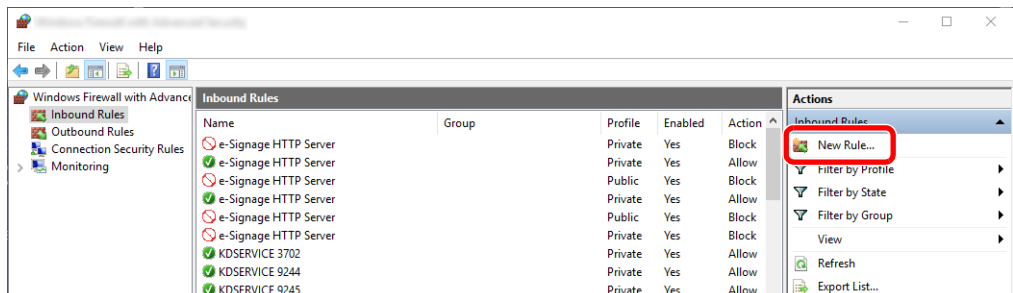 File Action View Help
Windows Firewall with Advance
Inbound Rules
Outbound Rules
Connection Security Rules
Monitoring
Inbound Rules
Name Group Profile Enabled Action
e-Signage HTTP Server Private Yes Block
e-Signage HTTP Server Private Yes Allow
e-Signage HTTP Server Public Yes Block
e-Signage HTTP Server Private Yes Allow
e-Signage HTTP Server Public Yes Block
e-Signage HTTP Server Private Yes Block
KDSERVICE 3702 Private Yes Allow
KDSERVICE 9244 Private Yes Allow
KDSERVICE 9245 Private Yes Allow
Actions
Inbound Rules
New Rule...
Filter by Profile
Filter by State
Filter by Group
View
Refresh
Export List...